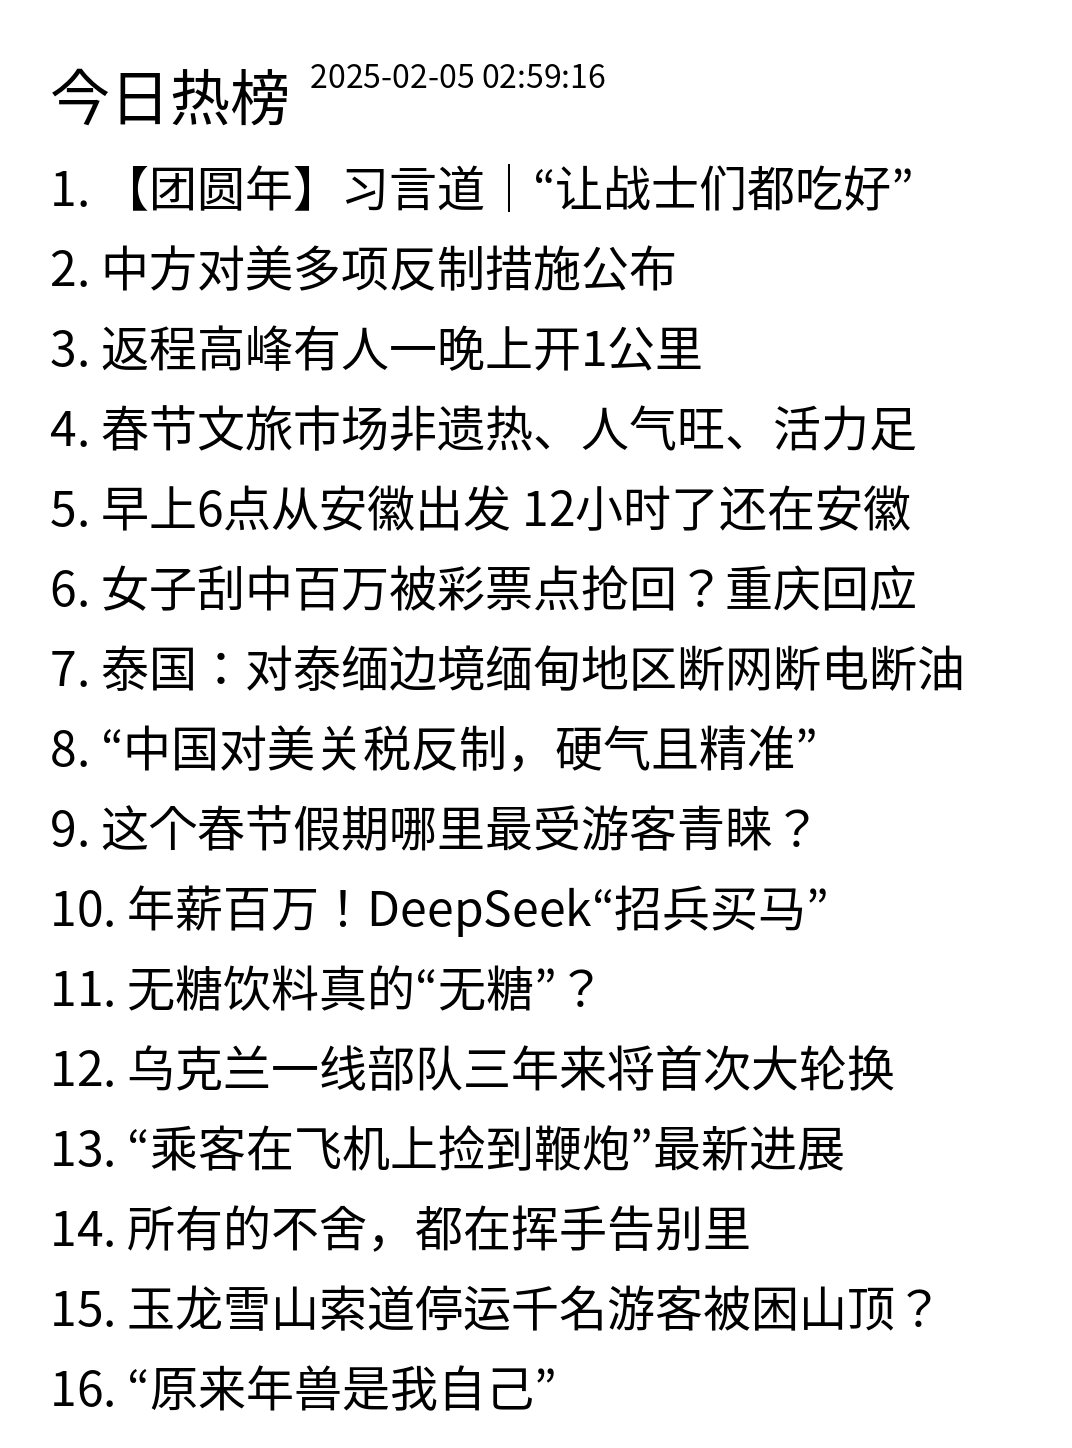 今日热榜 2025-02-05 02:59:16
1. 【团圆年】习言道｜“让战士们都吃好”
2. 中方对美多项反制措施公布
3. 返程高峰有人一晚上开1公里
4. 春节文旅市场非遗热、人气旺、活力足
5. 早上6点从安徽出发 12小时了还在安徽
6. 女子刮中百万被彩票点抢回？重庆回应
7. 泰国：对泰缅边境缅甸地区断网断电断油
8. “中国对美关税反制，硬气且精准”
9. 这个春节假期哪里最受游客青睐？
10. 年薪百万！DeepSeek“招兵买马”
11. 无糖饮料真的“无糖”？
12. 乌克兰一线部队三年来将首次大轮换
13. “乘客在飞机上捡到鞭炮”最新进展
14. 所有的不舍，都在挥手告别里
15. 玉龙雪山索道停运千名游客被困山顶？
16. “原来年兽是我自己”